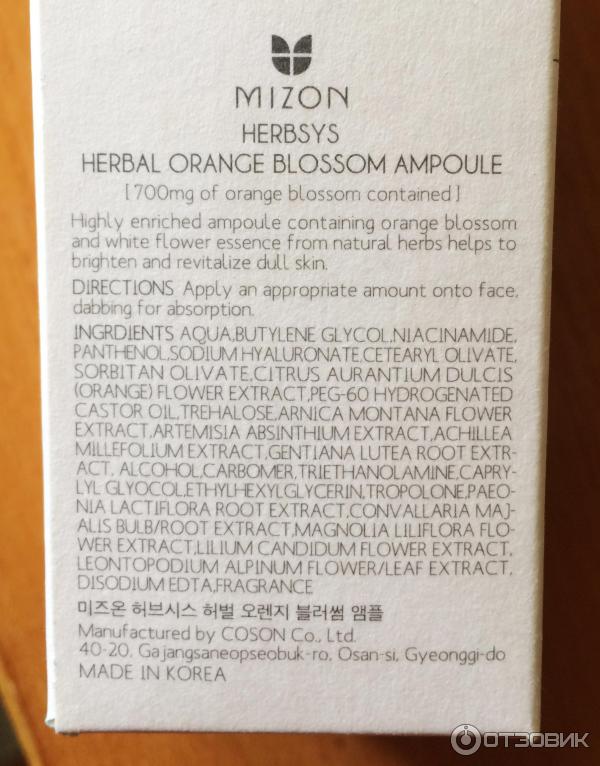 MIZON
HERBSYS
HERBAL ORANGE BLOSSOM AMPOULE
[700mg of orange blossom contained]
Highly enriched ampoule containing orange blossom
and white flower essence from natural herbs helps to
brighten and revitalize dull skin.
DIRECTIONS Apply an appropriate amount onto face,
dabbing for absorption.
INGRDIENTS AQUA,BUTYLENE GLYCOL,NIACINAMIDE,
PANTHENOL,SODIUM HYALURONATE,CETEARYL OLIVATE,
SORBITAN OLIVATE,CITRUS AURANTIUM DULCIS
(ORANGE) FLOWER EXTRACT,PEG-60 HYDROGENATED
CASTOR OIL,TREHALOSE,ARNICA MONTANA FLOWER
EXTRACT,ARTEMISIA ABSINTHIUM EXTRACT,ACHILLEA
MILLEFOLIUM EXTRACT,GENTIANA LUTEA ROOT EXTR-
ACT, ALCOHOL,CARBOMER,TRIETHANOLAMINE,CAPRY-
LYL GLYOCOL,ETHYLHEXYLGLYCERIN,TROPOLONE,PAEO-
NIA LACTIFLORA ROOT EXTRACT,CONVALLARIA MAJ-
ALIS BULB/ROOT EXTRACT,MAGNOLIA LILIFLORA FLO-
WER EXTRACT,LILIUM CANDIDUM FLOWER EXTRACT,
LEONTOPODIUM ALPINUM FLOWER/LEAF EXTRACT,
DISODIUM EDTA,FRAGRANCE
미즈온 허브시스 허벌 오렌지 블러썸 앰플
Manufactured by COSON Co., Ltd.
40-20, Gajangsaneopseobuk-ro, Osan-si, Gyeonggi-do
MADE IN KOREA
ОТЗОВИК